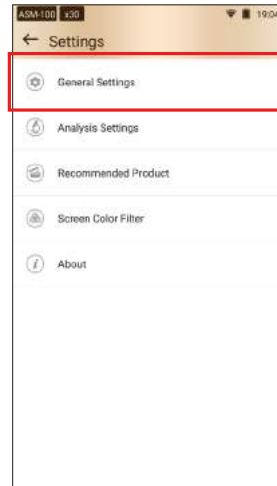 ASM-100 x30 19:04
← Settings
General Settings
Analysis Settings
Recommended Product
Screen Color Filter
i About